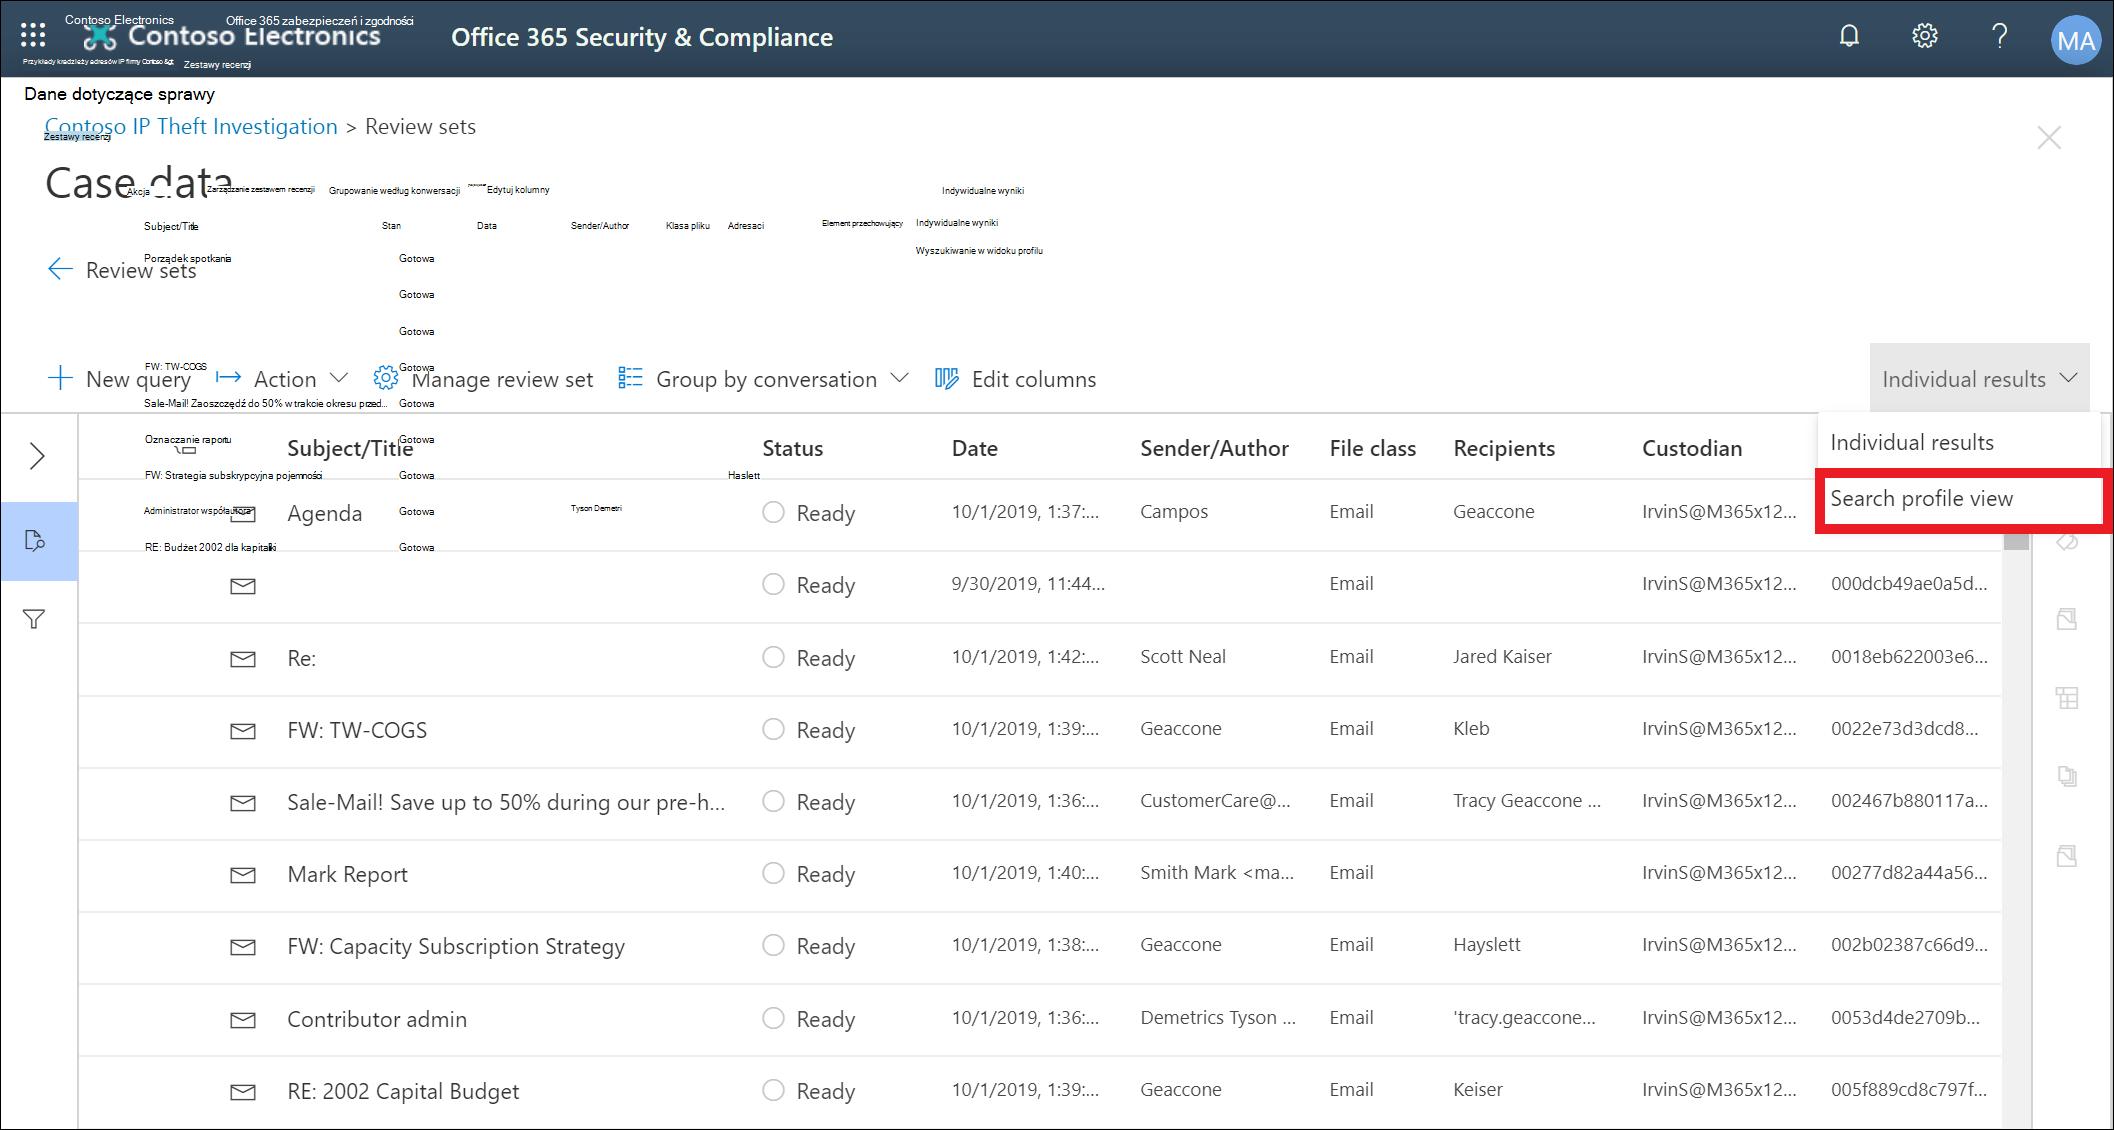 Contoso Electronics Office 365 zabezpieczeń i zgodności
Contoso Electronics Office 365 Security & Compliance MA
Przykłady kradzieży adresów IP firmy Contoso &gt; Zestawy recenzji
Dane dotyczące sprawy
Contoso IP Theft Investigation > Review sets
Zestawy recenzji
Case data
Akcja Zarządzanie zestawem recenzji Grupowanie według konwersacji Edytuj kolumny Indywidualne wyniki
Subject/Title Stan Data Sender/Author Klasa pliku Adresaci Element przechowujący Indywidualne wyniki
Wyszukiwanie w widoku profilu
Porządek spotkania Gotowa
Review sets
Gotowa
Gotowa
FW: TW-COGS Gotowa
New query Action Manage review set Group by conversation Edit columns Individual results
Sale-Mail! Zaoszczędź do 50% w trakcie okresu przed... Gotowa
Oznaczanie raportu Gotowa
Subject/Title Status Date Sender/Author File class Recipients Custodian
Individual results
FW: Strategia subskrypcyjna pojemności Gotowa Haslett
Search profile view
Administrator współautora Gotowa Tyson Demetri
Agenda Ready 10/1/2019, 1:37:... Campos Email Geaccone IrvinS@M365x12...
RE: Budżet 2002 dla kapitałki Gotowa
Ready 9/30/2019, 11:44... Email IrvinS@M365x12... 000dcb49ae0a5d...
Re: Ready 10/1/2019, 1:42:... Scott Neal Email Jared Kaiser IrvinS@M365x12... 0018eb622003e6...
FW: TW-COGS Ready 10/1/2019, 1:39:... Geaccone Email Kleb IrvinS@M365x12... 0022e73d3dcd8...
Sale-Mail! Save up to 50% during our pre-h... Ready 10/1/2019, 1:36:... CustomerCare@... Email Tracy Geaccone ... IrvinS@M365x12... 002467b880117a...
Mark Report Ready 10/1/2019, 1:40:... Smith Mark <ma... Email IrvinS@M365x12... 00277d82a44a56...
FW: Capacity Subscription Strategy Ready 10/1/2019, 1:38:... Geaccone Email Hayslett IrvinS@M365x12... 002b02387c66d9...
Contributor admin Ready 10/1/2019, 1:36:... Demetrics Tyson ... Email 'tracy.geaccone... IrvinS@M365x12... 0053d4de2709b...
RE: 2002 Capital Budget Ready 10/1/2019, 1:39:... Geaccone Email Keiser IrvinS@M365x12... 005f889cd8c797f...